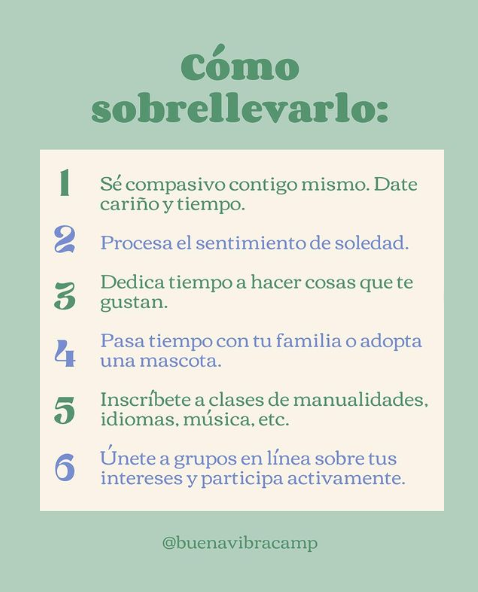 Cómo
sobrellevarlo:
1 Sé compasivo contigo mismo. Date
cariño y tiempo.
2 Procesa el sentimiento de soledad.
3 Dedica tiempo a hacer cosas que te
gustan.
4 Pasa tiempo con tu familia o adopta
una mascota.
5 Inscríbete a clases de manualidades,
idiomas, música, etc.
6 Únete a grupos en línea sobre tus
intereses y participa activamente.
@buenavibracamp